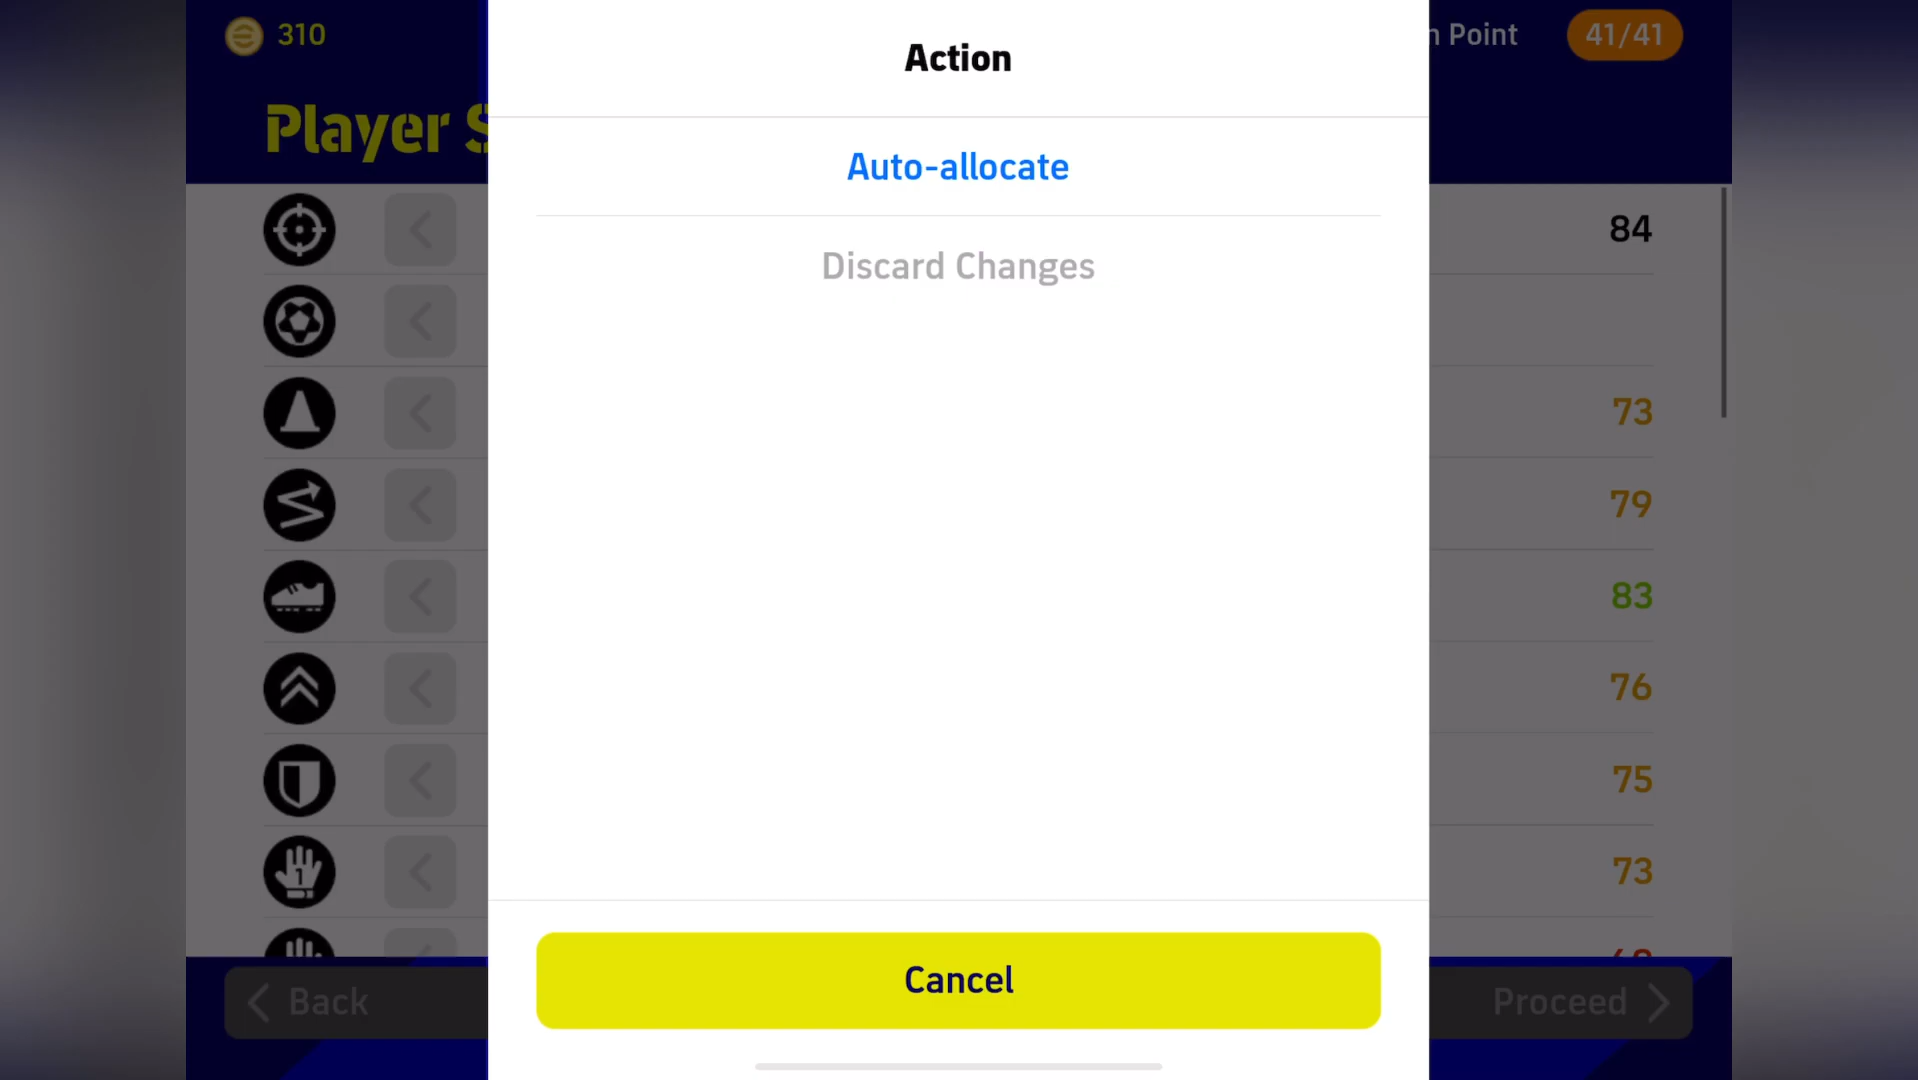 310
Action
Point
41/41
Player
Auto-allocate
84
Discard Changes
73
79
83
76
75
73
1
Cancel
Back
Proceed